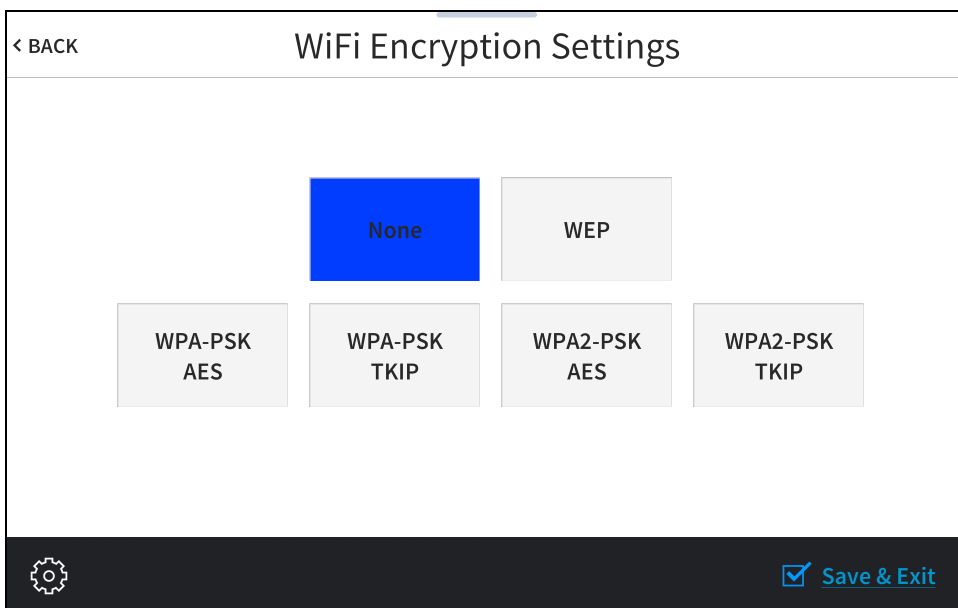 < BACK
WiFi Encryption Settings
None
WEP
WPA-PSK
AES
WPA-PSK
TKIP
WPA2-PSK
AES
WPA2-PSK
TKIP
Save & Exit